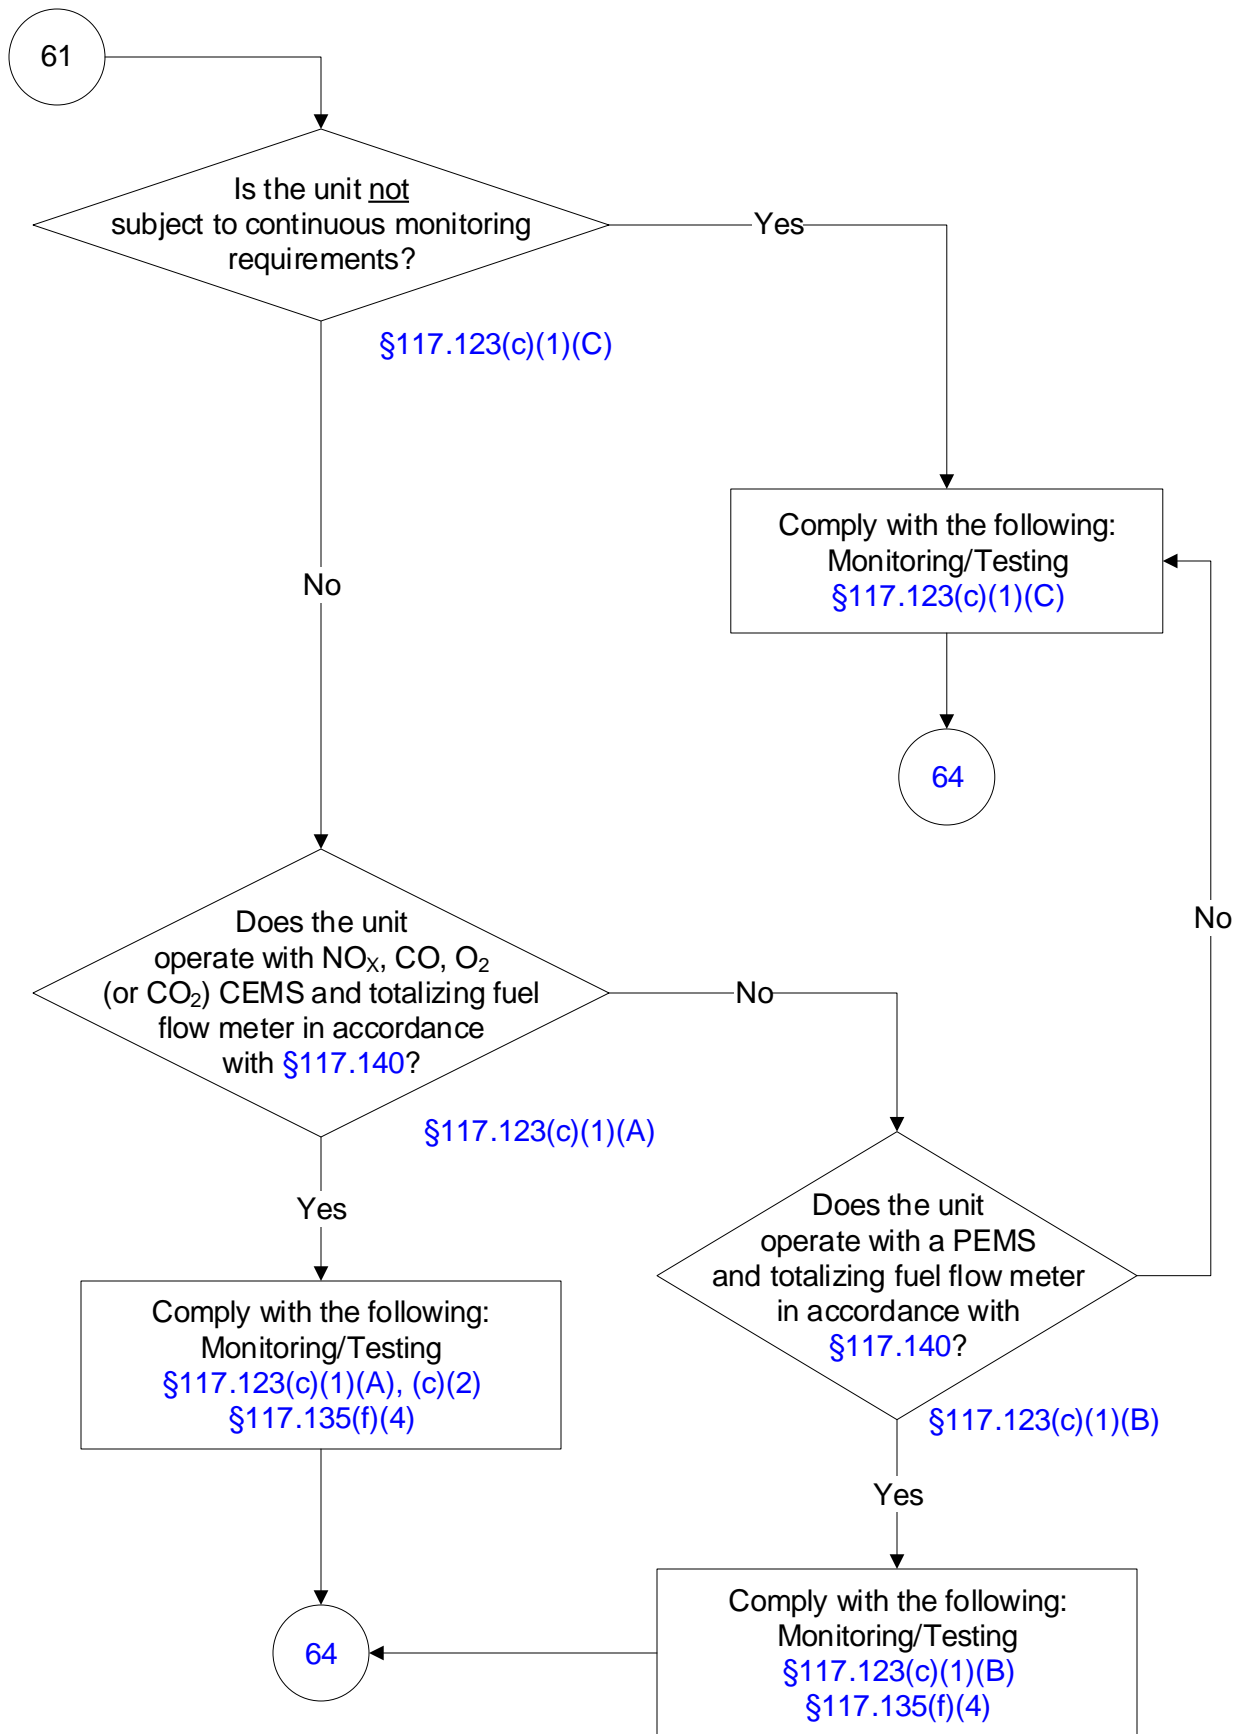 61
Is the unit not
subject to continuous monitoring
requirements?
Yes
§117.123(c)(1)(C)
No
Comply with the following:
Monitoring/Testing
§117.123(c)(1)(C)
64
Does the unit
operate with NOX, CO, O2
(or CO2) CEMS and totalizing fuel
flow meter in accordance
with §117.140?
No
No
§117.123(c)(1)(A)
Yes
Does the unit
operate with a PEMS
and totalizing fuel flow meter
in accordance with
§117.140?
Comply with the following:
Monitoring/Testing
§117.123(c)(1)(A), (c)(2)
§117.135(f)(4)
§117.123(c)(1)(B)
Yes
64
Comply with the following:
Monitoring/Testing
§117.123(c)(1)(B)
§117.135(f)(4)